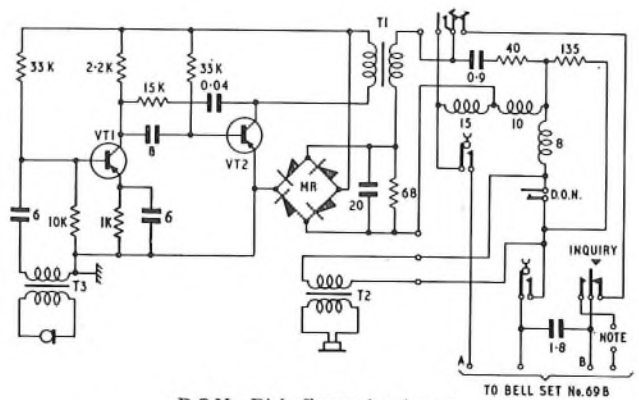 T1
33 K
2·2K
33K
40
135
0·9
15K
0·04
15
10
VT1
8
VT2
8
MR
20
68
D.O.N.
6
10K
1K
6
INQUIRY
T3
T2
1·8
NOTE
A
B
TO BELL SET No. 69B